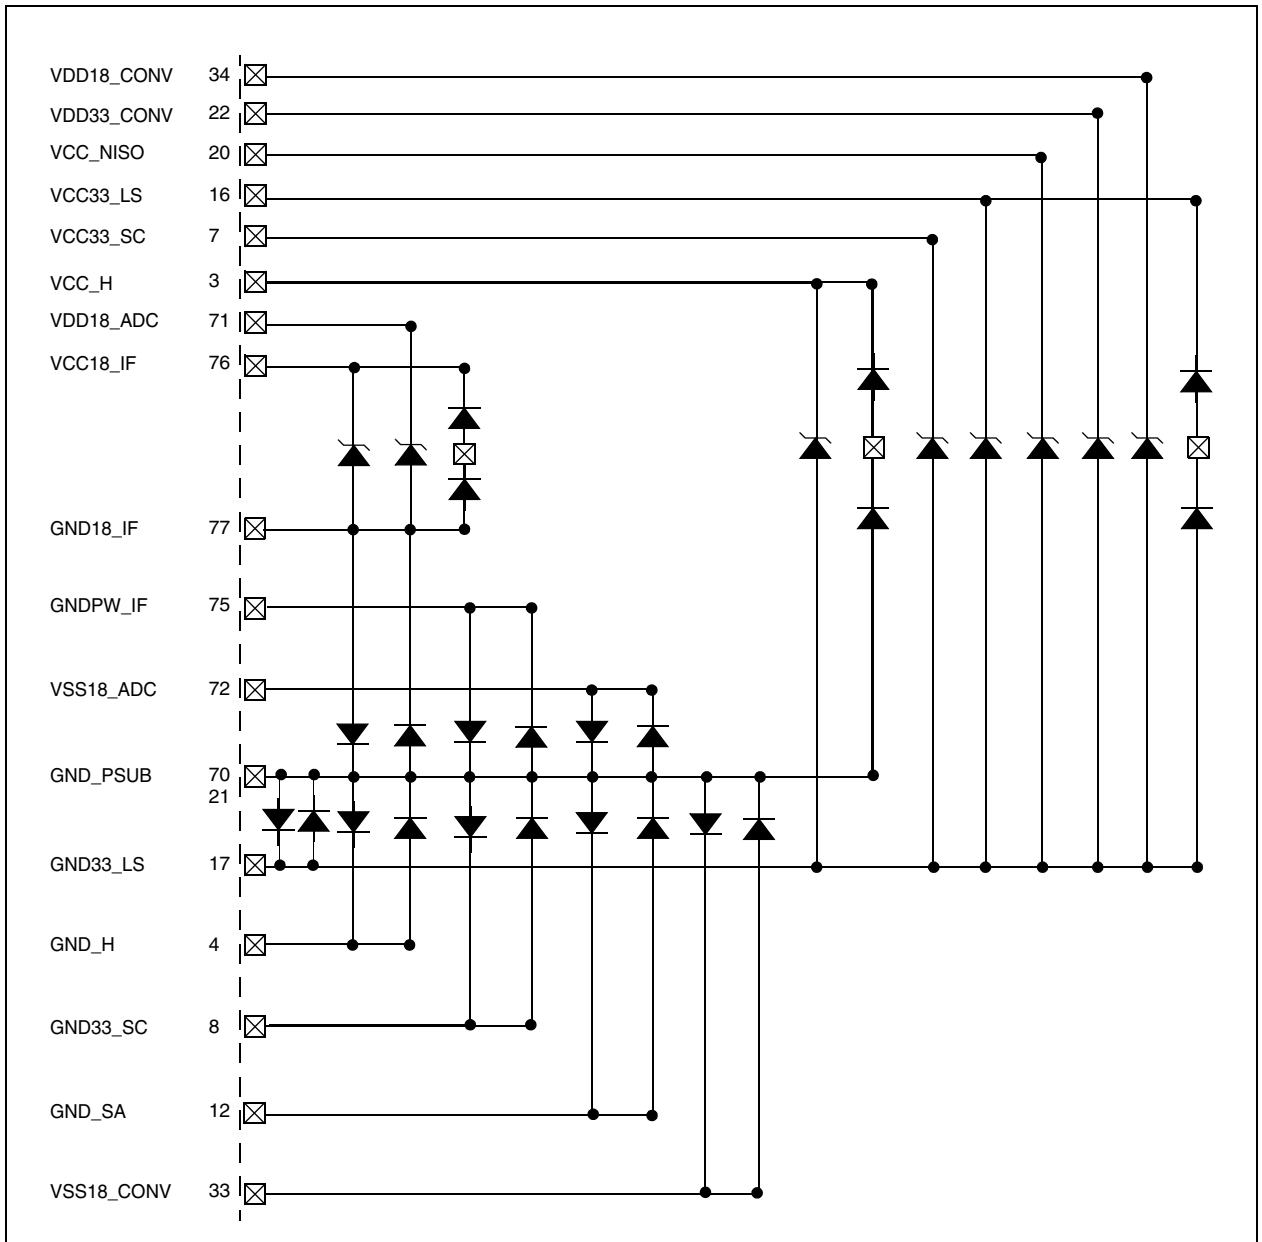 VDD18_CONV 34
VDD33_CONV 22
VCC_NISO 20
VCC33_LS 16
VCC33_SC 7
VCC_H 3
VDD18_ADC 71
VCC18_IF 76
GND18_IF 77
GNDPW_IF 75
VSS18_ADC 72
GND_PSUB 70
21
GND33_LS 17
GND_H 4
GND33_SC 8
GND_SA 12
VSS18_CONV 33